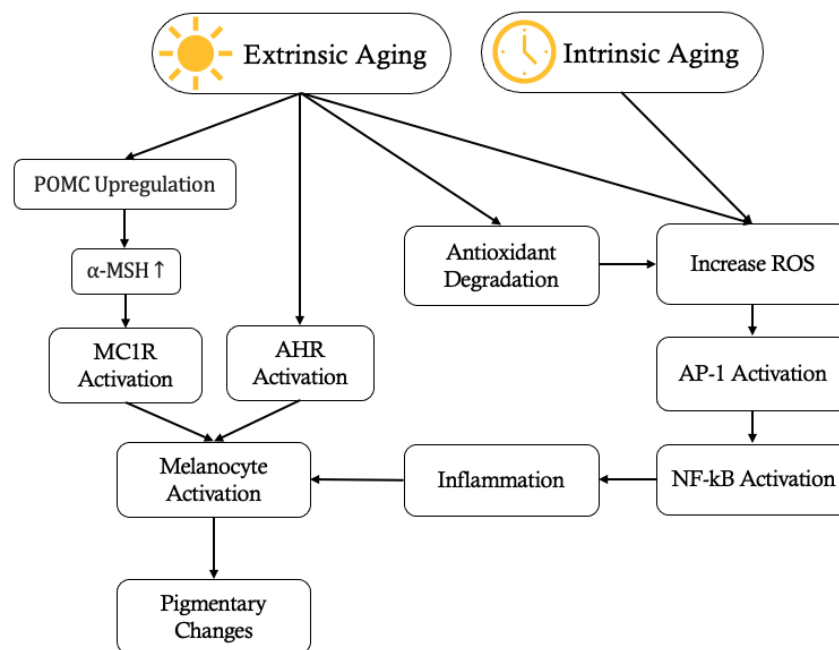 Extrinsic Aging
Intrinsic Aging
POMC Upregulation
α-MSH ↑
Antioxidant
Degradation
Increase ROS
MC1R
Activation
AHR
Activation
AP-1 Activation
Melanocyte
Activation
Inflammation
NF-kB Activation
Pigmentary
Changes